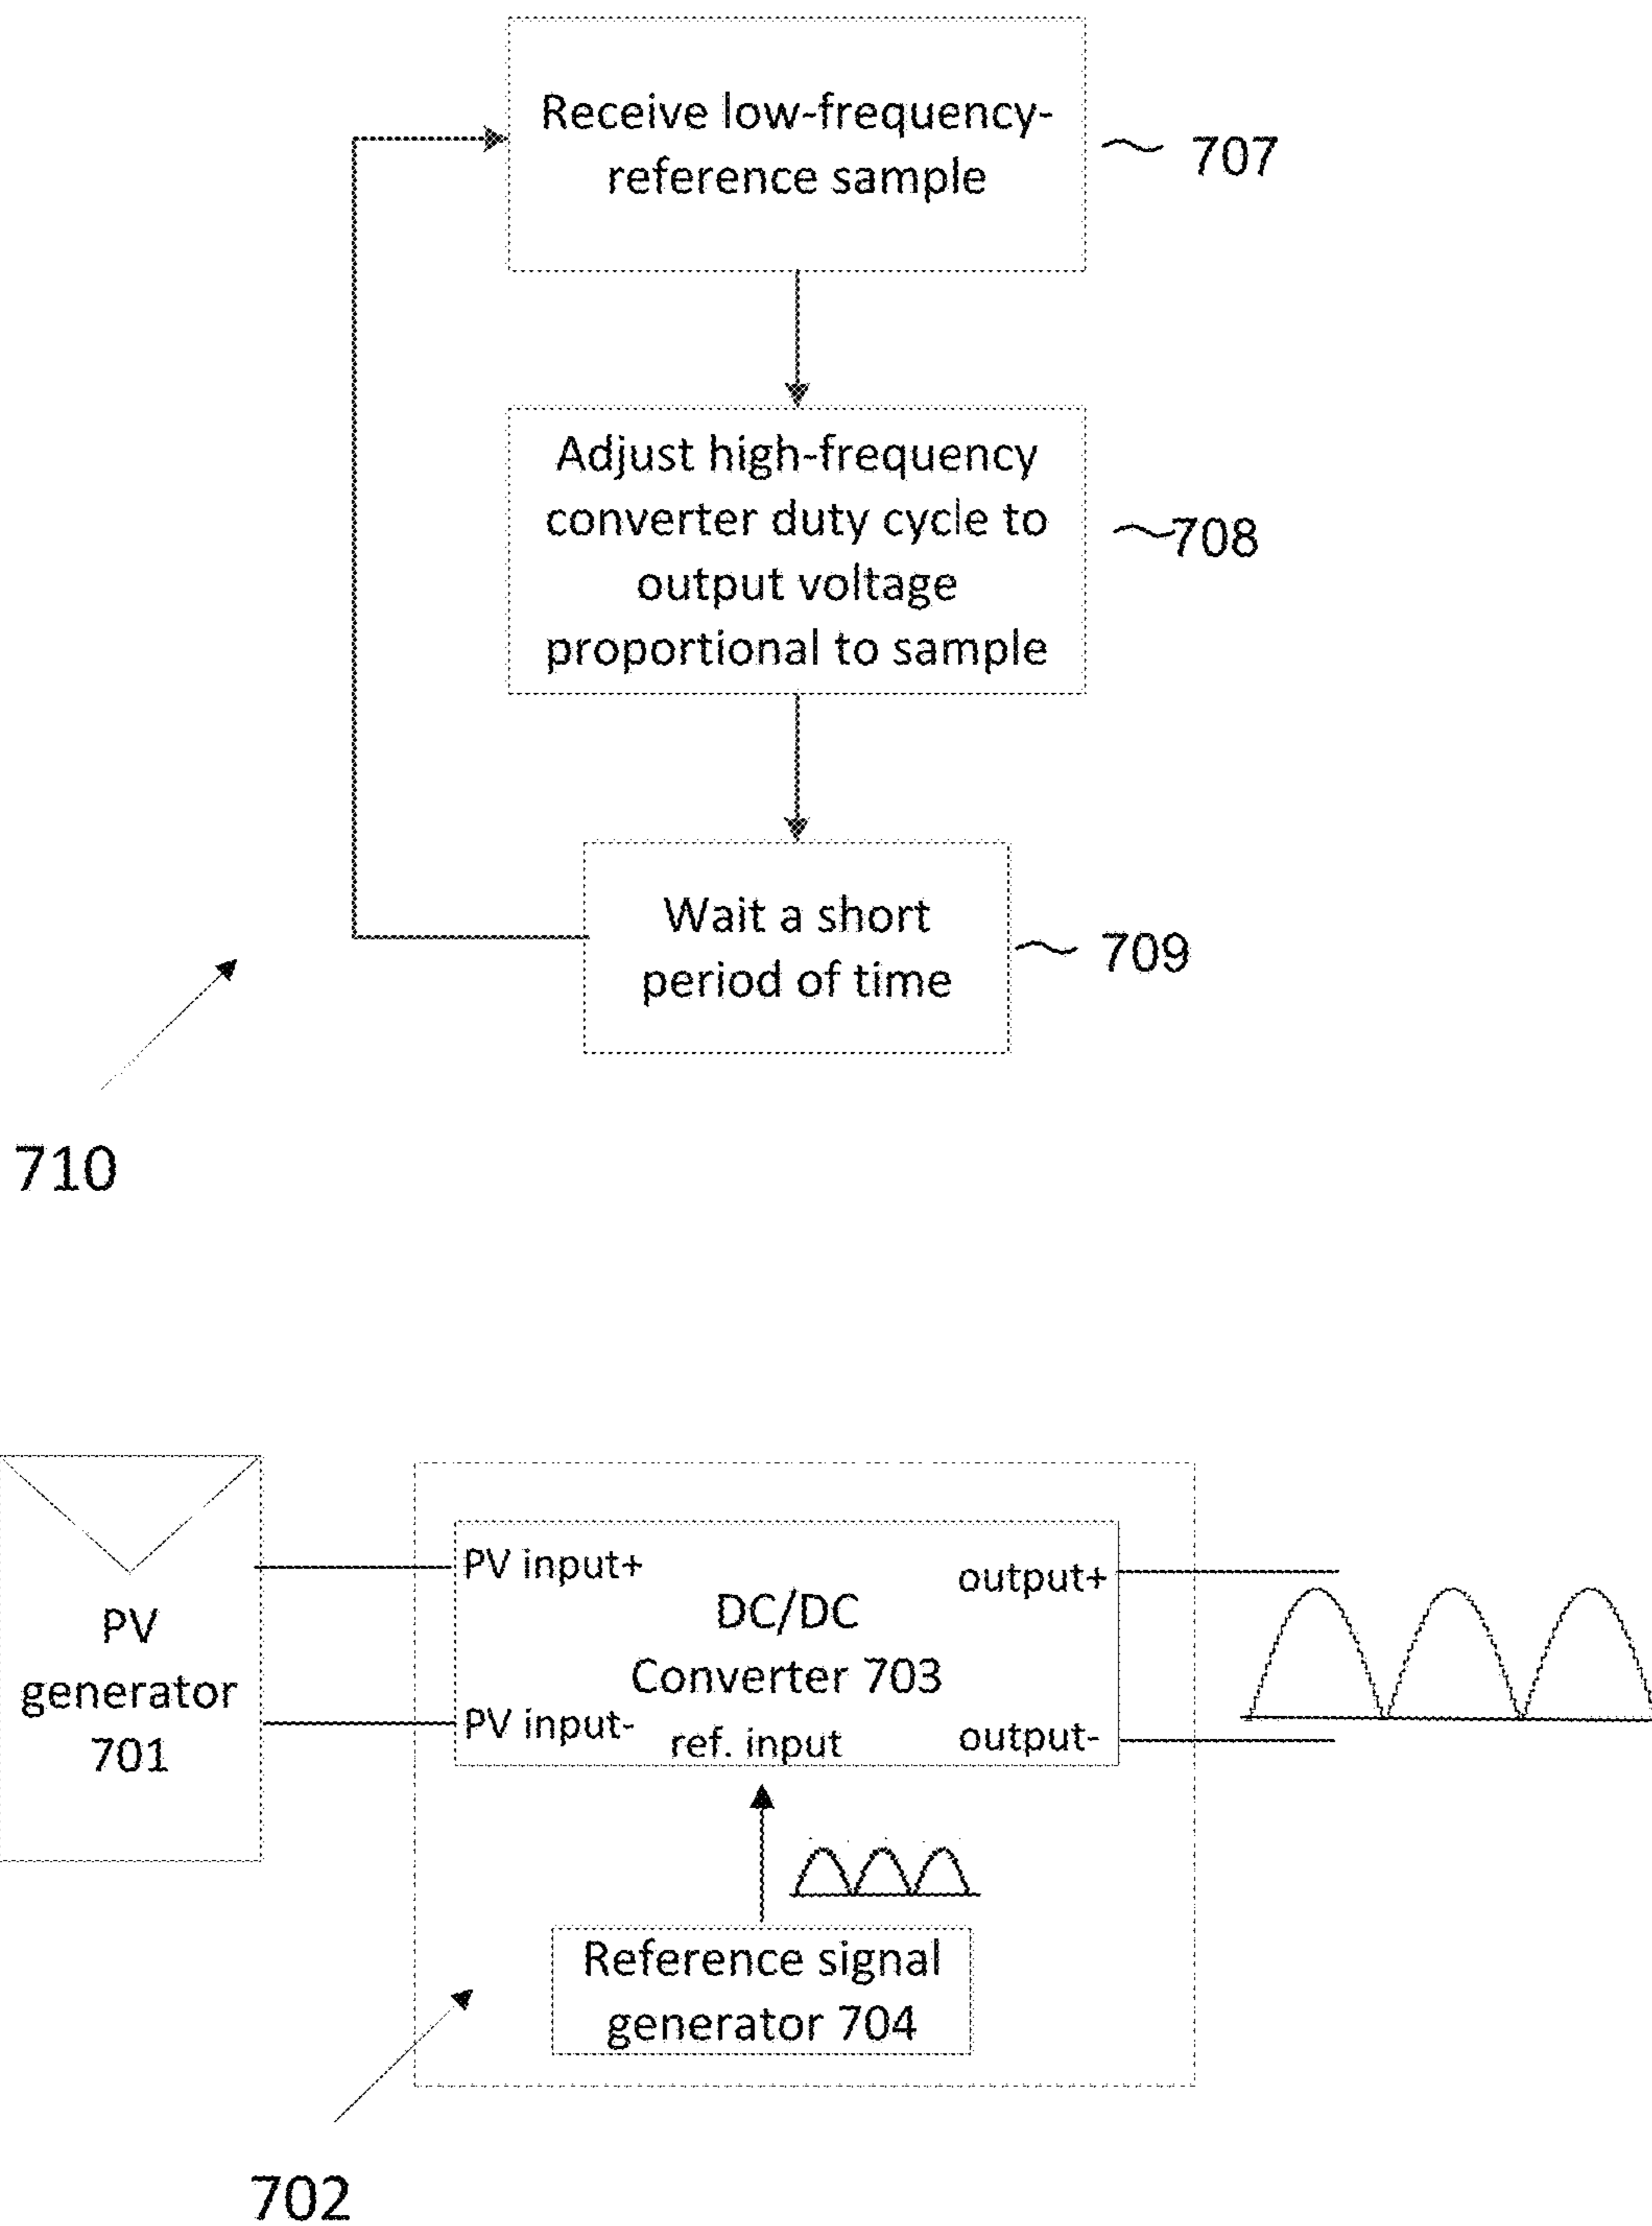 Receive low-frequency-
reference sample
707
Adjust high-frequency
converter duty cycle to
output voltage
proportional to sample
708
Wait a short
period of time
709
710
PV
generator
701
PV input+
PV input-
DC/DC
Converter 703
ref. input
output+
output-
Reference signal
generator 704
702